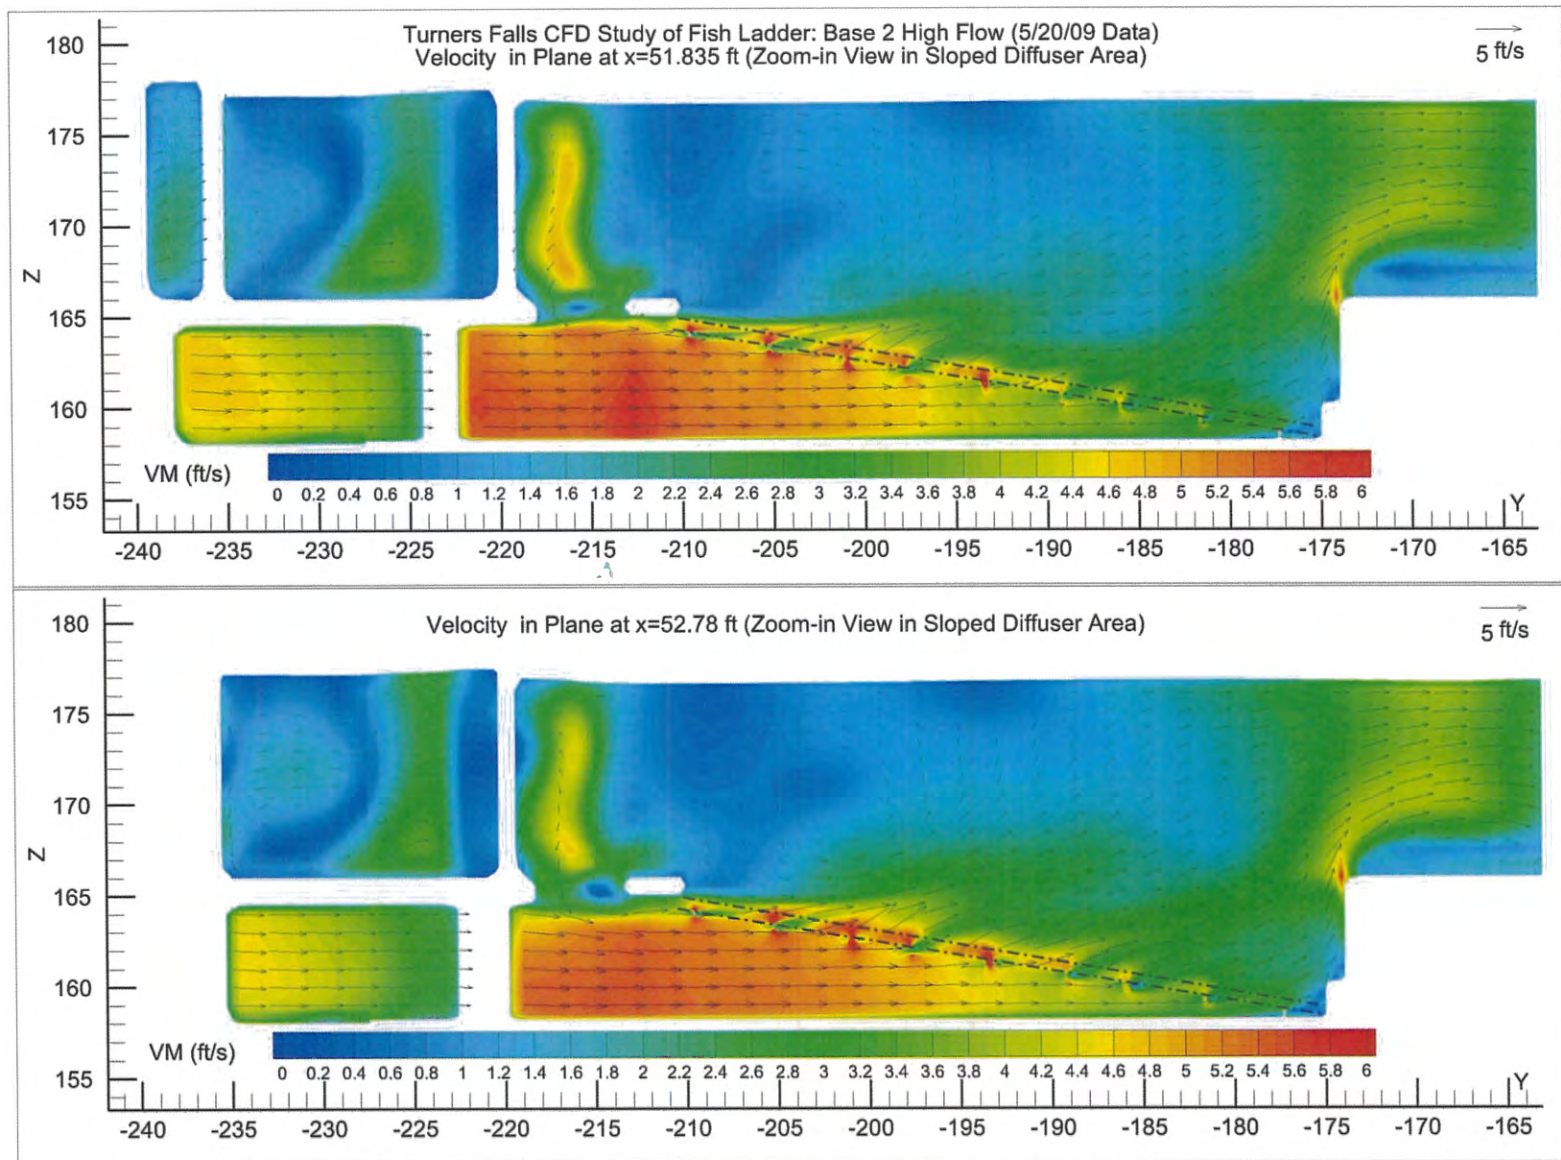 Turners Falls CFD Study of Fish Ladder: Base 2 High Flow (5/20/09 Data)
Velocity in Plane at x=51.835 ft (Zoom-in View in Sloped Diffuser Area)
5 ft/s
180
175
170
165
160
155
Z
VM (ft/s)
0 0.2 0.4 0.6 0.8 1 1.2 1.4 1.6 1.8 2 2.2 2.4 2.6 2.8 3 3.2 3.4 3.6 3.8 4 4.2 4.4 4.6 4.8 5 5.2 5.4 5.6 5.8 6
Y
-240 -235 -230 -225 -220 -215 -210 -205 -200 -195 -190 -185 -180 -175 -170 -165
Velocity in Plane at x=52.78 ft (Zoom-in View in Sloped Diffuser Area)
5 ft/s
180
175
170
165
160
155
Z
VM (ft/s)
0 0.2 0.4 0.6 0.8 1 1.2 1.4 1.6 1.8 2 2.2 2.4 2.6 2.8 3 3.2 3.4 3.6 3.8 4 4.2 4.4 4.6 4.8 5 5.2 5.4 5.6 5.8 6
Y
-240 -235 -230 -225 -220 -215 -210 -205 -200 -195 -190 -185 -180 -175 -170 -165